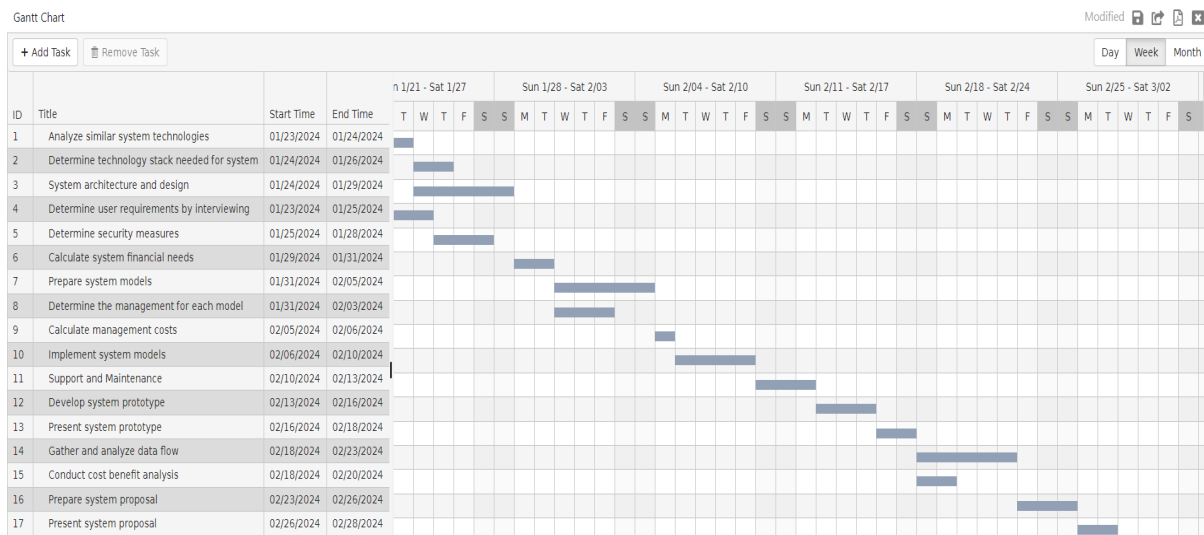 Gantt Chart Modified
+ Add Task Remove Task Day Week Month
n 1/21 - Sat 1/27 Sun 1/28 - Sat 2/03 Sun 2/04 - Sat 2/10 Sun 2/11 - Sat 2/17 Sun 2/18 - Sat 2/24 Sun 2/25 - Sat 3/02
ID Title Start Time End Time T W T F S S M T W T F S S M T W T F S S M T W T F S S M T W T F S S M T W T F S
1 Analyze similar system technologies 01/23/2024 01/24/2024
2 Determine technology stack needed for system 01/24/2024 01/26/2024
3 System architecture and design 01/24/2024 01/29/2024
4 Determine user requirements by interviewing 01/23/2024 01/25/2024
5 Determine security measures 01/25/2024 01/28/2024
6 Calculate system financial needs 01/29/2024 01/31/2024
7 Prepare system models 01/31/2024 02/05/2024
8 Determine the management for each model 01/31/2024 02/03/2024
9 Calculate management costs 02/05/2024 02/06/2024
10 Implement system models 02/06/2024 02/10/2024
11 Support and Maintenance 02/10/2024 02/13/2024
12 Develop system prototype 02/13/2024 02/16/2024
13 Present system prototype 02/16/2024 02/18/2024
14 Gather and analyze data flow 02/18/2024 02/23/2024
15 Conduct cost benefit analysis 02/18/2024 02/20/2024
16 Prepare system proposal 02/23/2024 02/26/2024
17 Present system proposal 02/26/2024 02/28/2024